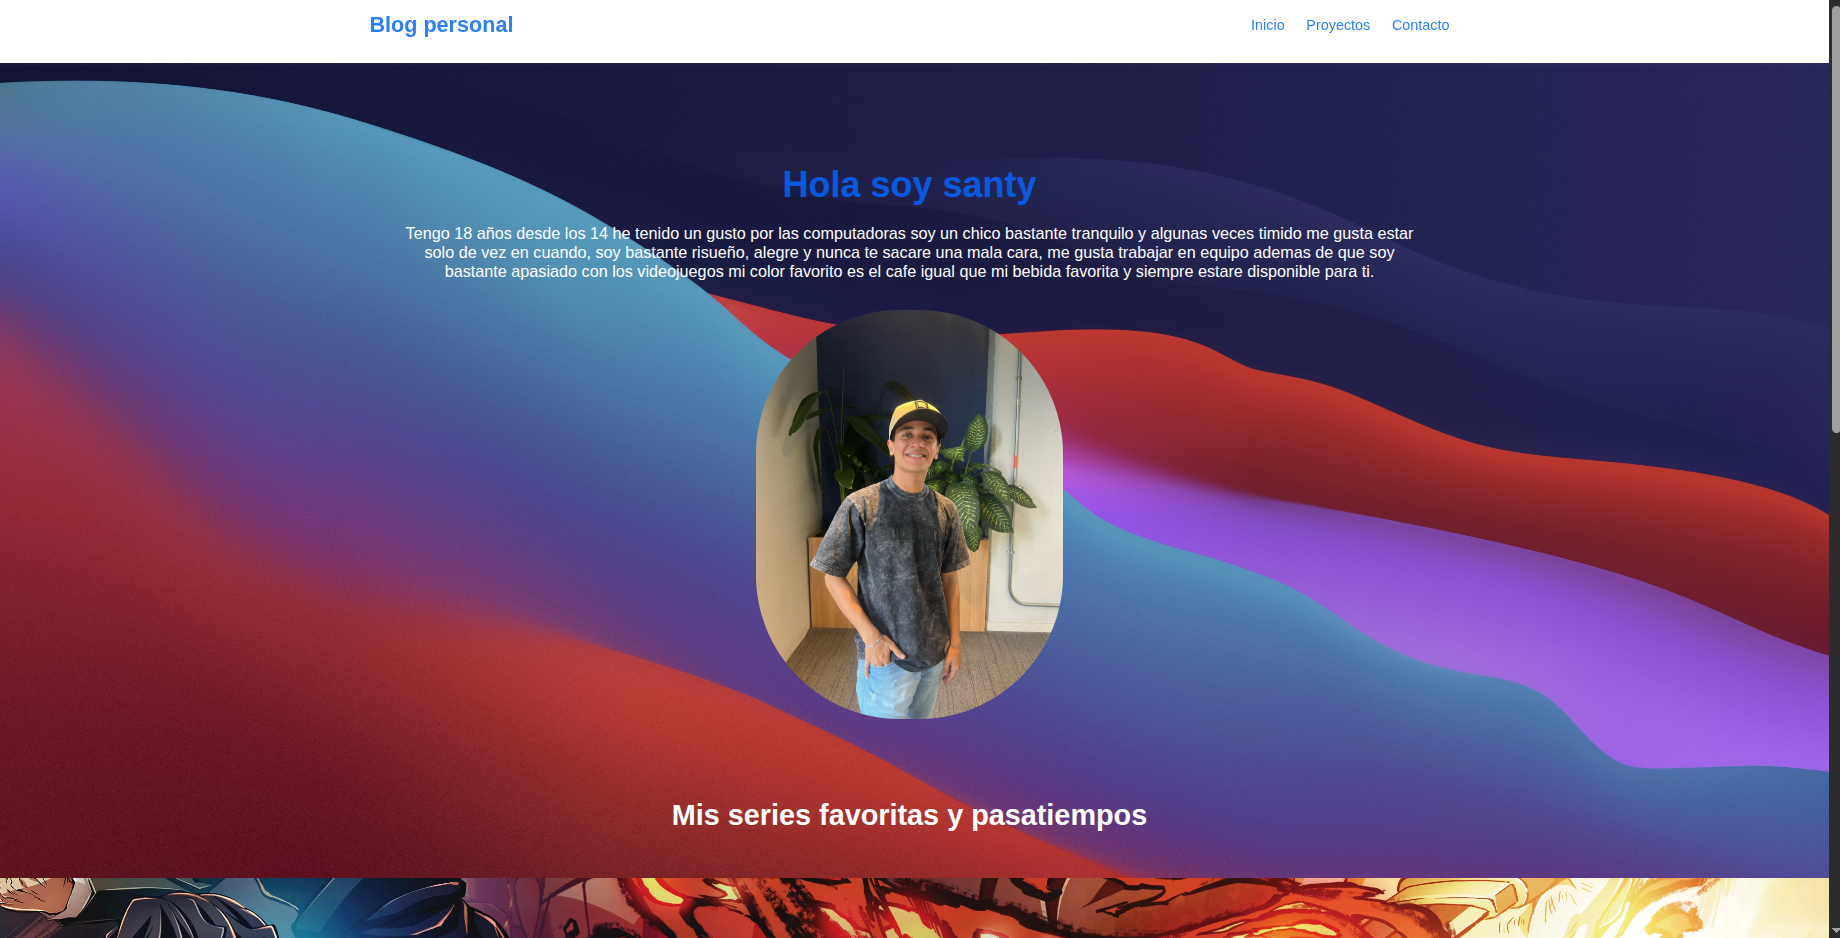 Blog personal
Inicio Proyectos Contacto
Hola soy santy
Tengo 18 años desde los 14 he tenido un gusto por las computadoras soy un chico bastante tranquilo y algunas veces timido me gusta estar
solo de vez en cuando, soy bastante risueño, alegre y nunca te sacare una mala cara, me gusta trabajar en equipo ademas de que soy
bastante apasiado con los videojuegos mi color favorito es el cafe igual que mi bebida favorita y siempre estare disponible para ti.
Mis series favoritas y pasatiempos